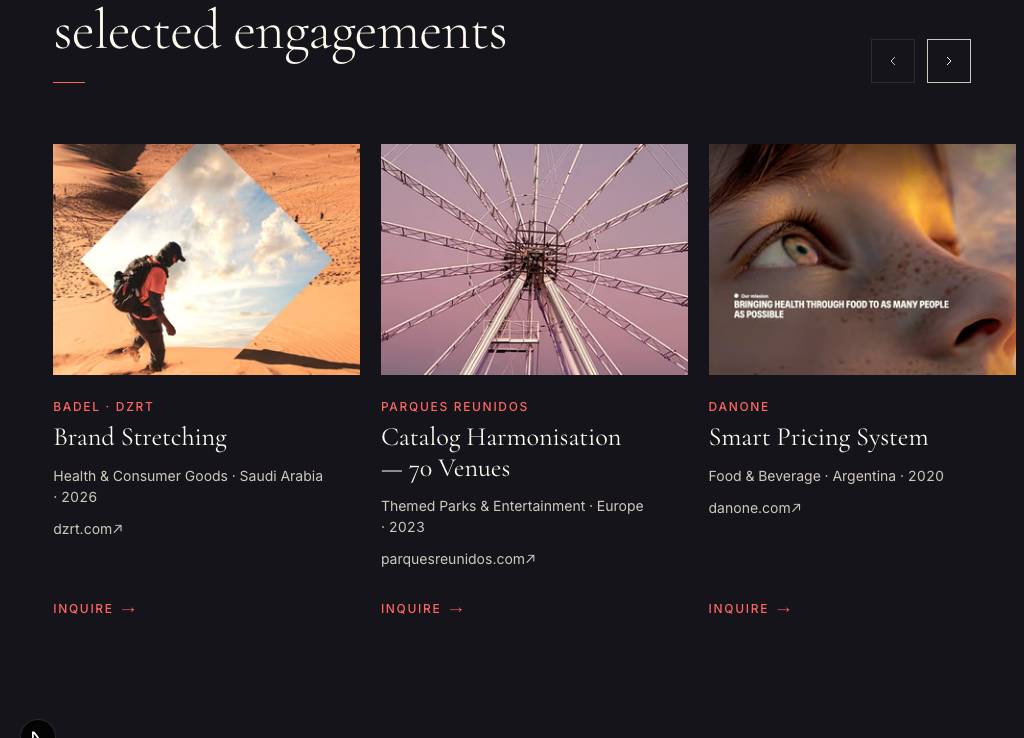 selected engagements
‹ ›
Our mission
BRINGING HEALTH THROUGH FOOD TO AS MANY PEOPLE
AS POSSIBLE
BADEL · DZRT
Brand Stretching
Health & Consumer Goods · Saudi Arabia
· 2026
dzrt.com↗
INQUIRE →
PARQUES REUNIDOS
Catalog Harmonisation
— 70 Venues
Themed Parks & Entertainment · Europe
· 2023
parquesreunidos.com↗
INQUIRE →
DANONE
Smart Pricing System
Food & Beverage · Argentina · 2020
danone.com↗
INQUIRE →